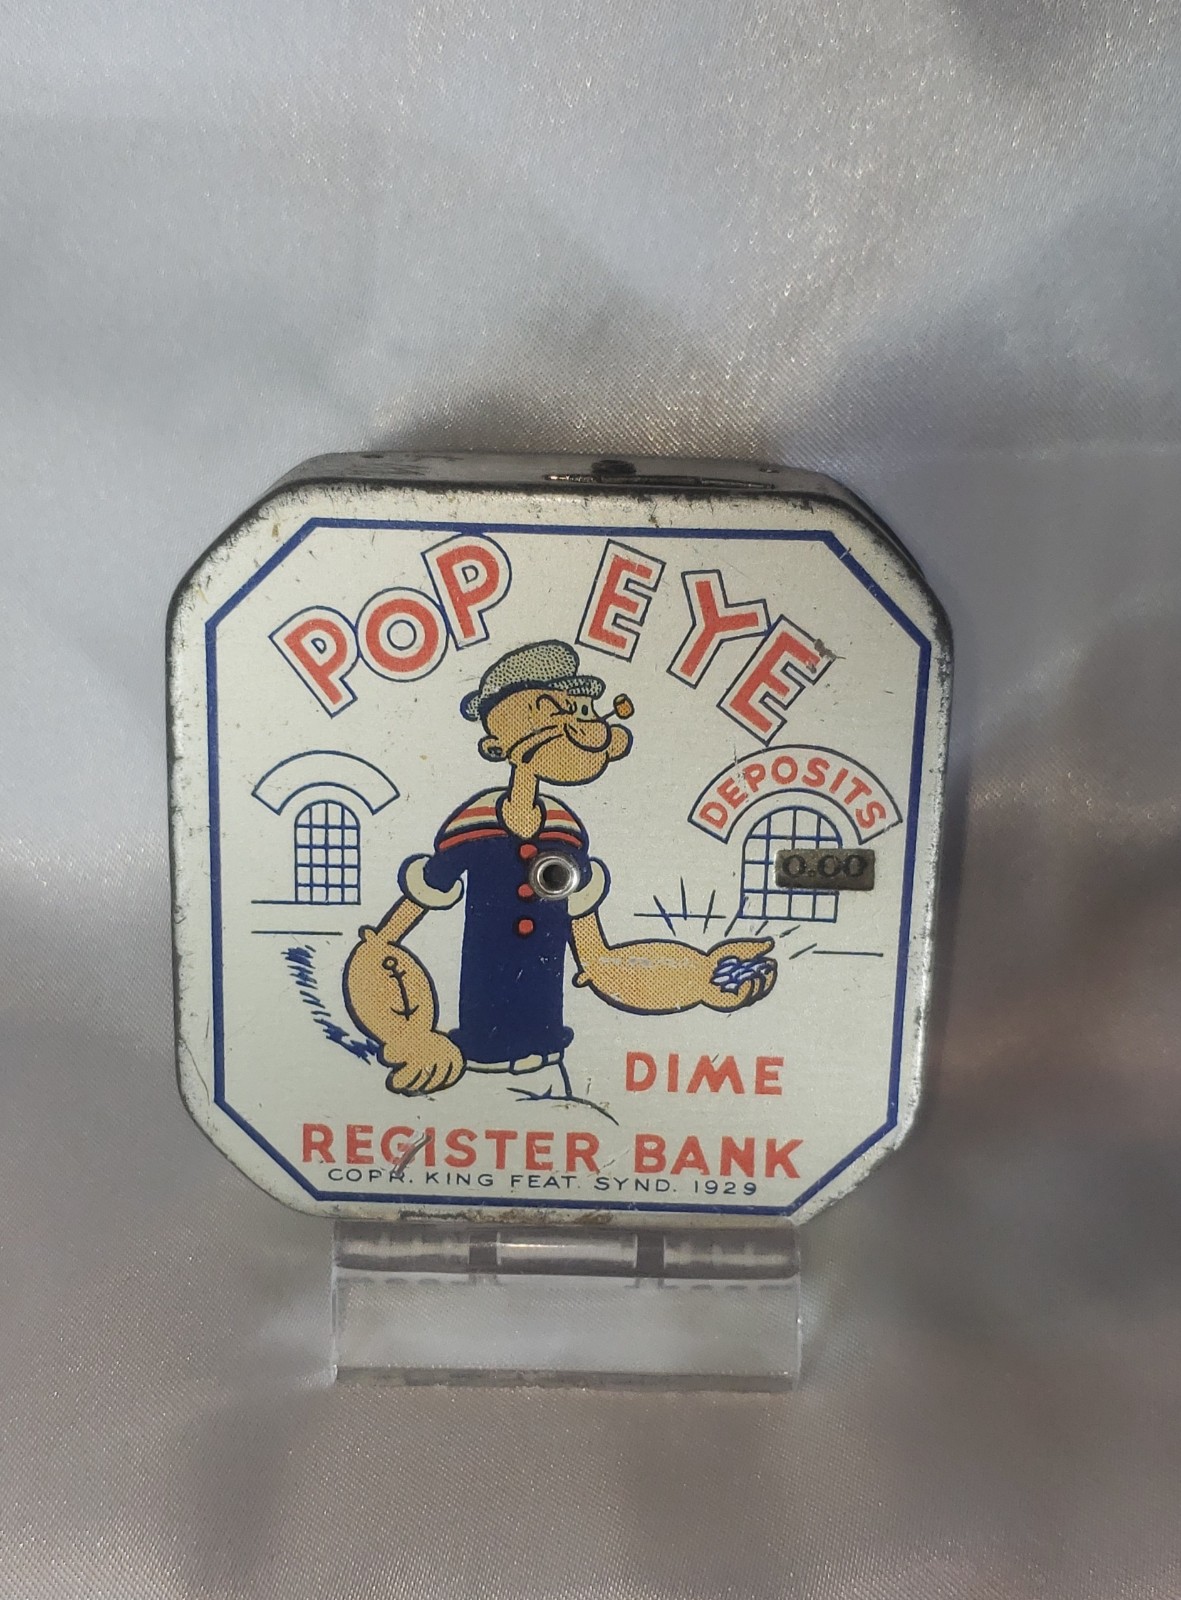 POP EYE
DEPOSITS
0.00
DIME
REGISTER BANK
COPR. KING FEAT. SYND. 1929